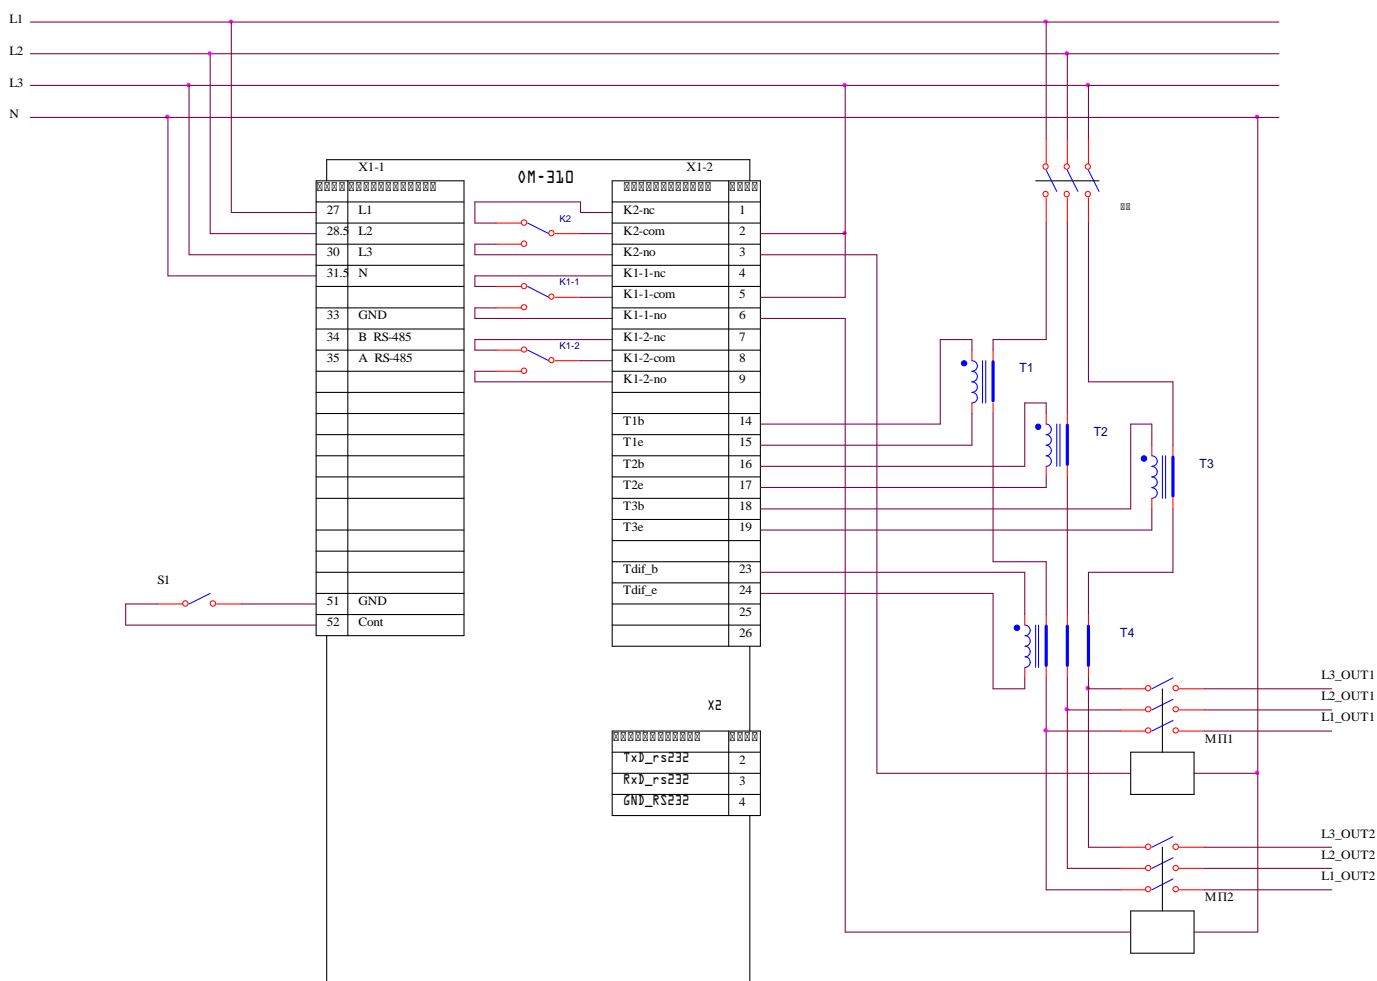 L1
L2
L3
N
X1-1
X1-2
OM-310
27 L1
28.5 L2
30 L3
31.5 N
33 GND
34 B RS-485
35 A RS-485
51 GND
52 Cont
S1
K2
K1-1
K1-2
K2-nc 1
K2-com 2
K2-no 3
K1-1-nc 4
K1-1-com 5
K1-1-no 6
K1-2-nc 7
K1-2-com 8
K1-2-no 9
T1b 14
T1e 15
T2b 16
T2e 17
T3b 18
T3e 19
Tdif_b 23
Tdif_e 24
25
26
X2
TxD_rs232 2
RxD_rs232 3
GND_RS232 4
T1
T2
T3
T4
L3_OUT1
L2_OUT1
L1_OUT1
МП1
L3_OUT2
L2_OUT2
L1_OUT2
МП2